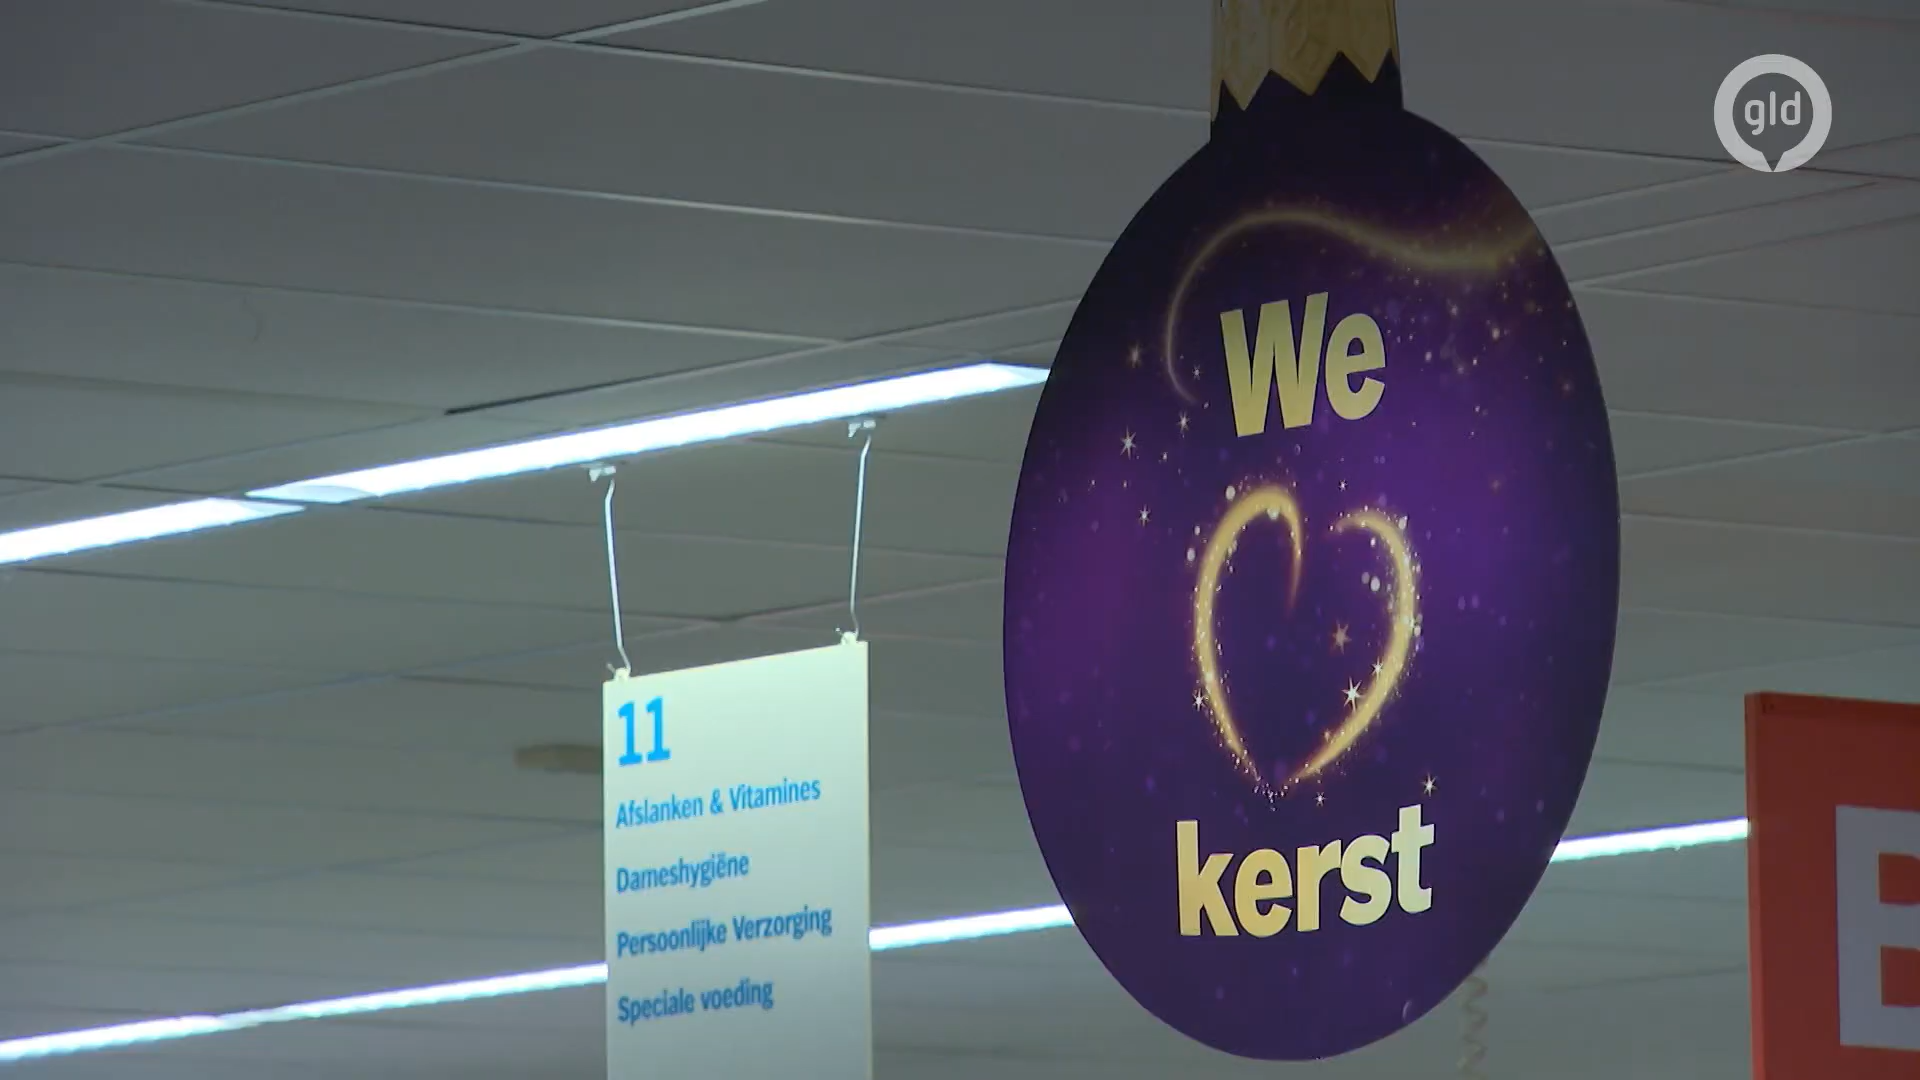 gld
We
kerst
11
Afslanken & Vitamines
Dameshygiëne
Persoonlijke Verzorging
Speciale voeding